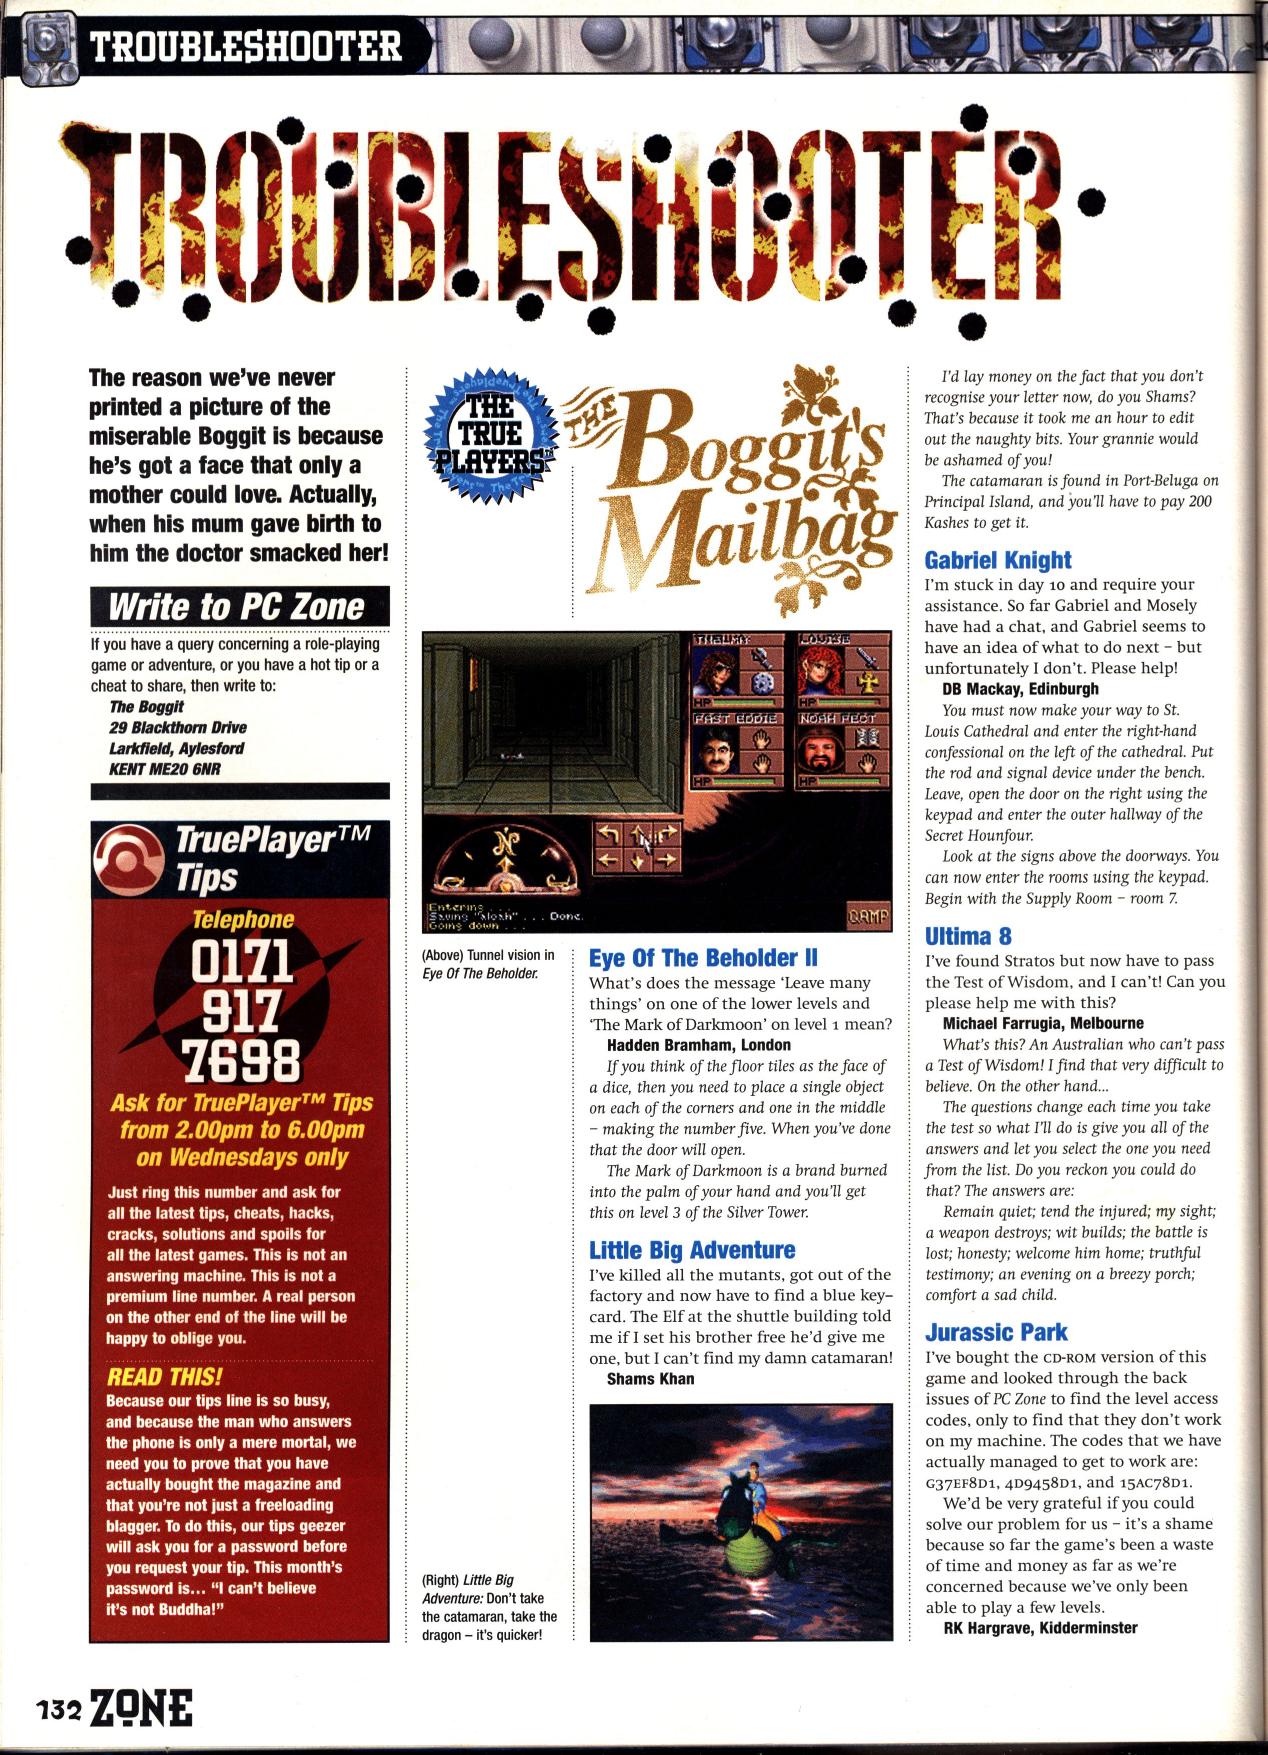 TROUBLESHOOTER
TROUBLESHOOTER
The reason we've never
printed a picture of the
miserable Boggit is because
he's got a face that only a
mother could love. Actually,
when his mum gave birth to
him the doctor smacked her!
Write to PC Zone
If you have a query concerning a role-playing
game or adventure, or you have a hot tip or a
cheat to share, then write to:
The Boggit
29 Blackthorn Drive
Larkfield, Aylesford
KENT ME20 6NR
TruePlayer™
Tips
Telephone
0171
917
7698
Ask for TruePlayer™ Tips
from 2.00pm to 6.00pm
on Wednesdays only
Just ring this number and ask for
all the latest tips, cheats, hacks,
cracks, solutions and spoils for
all the latest games. This is not an
answering machine. This is not a
premium line number. A real person
on the other end of the line will be
happy to oblige you.
READ THIS!
Because our tips line is so busy,
and because the man who answers
the phone is only a mere mortal, we
need you to prove that you have
actually bought the magazine and
that you're not just a freeloading
blagger. To do this, our tips geezer
will ask you for a password before
you request your tip. This month's
password is... “I can't believe
it's not Buddha!”
THE
TRUE
PLAYERS™
THE
Boggit's
Mailbag
THELMA
LOUISE
HP
HP
FAST EDDIE
NOAH FECT
HP
HP
N
Entering . . .
Saving "Noah" . . . Done.
Going down . . .
CAMP
(Above) Tunnel vision in
Eye Of The Beholder.
Eye Of The Beholder II
What's does the message ‘Leave many
things’ on one of the lower levels and
‘The Mark of Darkmoon’ on level 1 mean?
Hadden Bramham, London
If you think of the floor tiles as the face of
a dice, then you need to place a single object
on each of the corners and one in the middle
– making the number five. When you've done
that the door will open.
The Mark of Darkmoon is a brand burned
into the palm of your hand and you'll get
this on level 3 of the Silver Tower.
Little Big Adventure
I've killed all the mutants, got out of the
factory and now have to find a blue key–
card. The Elf at the shuttle building told
me if I set his brother free he'd give me
one, but I can't find my damn catamaran!
Shams Khan
(Right) Little Big
Adventure: Don't take
the catamaran, take the
dragon – it's quicker!
I'd lay money on the fact that you don't
recognise your letter now, do you Shams?
That's because it took me an hour to edit
out the naughty bits. Your grannie would
be ashamed of you!
The catamaran is found in Port-Beluga on
Principal Island, and you'll have to pay 200
Kashes to get it.
Gabriel Knight
I'm stuck in day 10 and require your
assistance. So far Gabriel and Mosely
have had a chat, and Gabriel seems to
have an idea of what to do next – but
unfortunately I don't. Please help!
DB Mackay, Edinburgh
You must now make your way to St.
Louis Cathedral and enter the right-hand
confessional on the left of the cathedral. Put
the rod and signal device under the bench.
Leave, open the door on the right using the
keypad and enter the outer hallway of the
Secret Hounfour.
Look at the signs above the doorways. You
can now enter the rooms using the keypad.
Begin with the Supply Room – room 7.
Ultima 8
I've found Stratos but now have to pass
the Test of Wisdom, and I can't! Can you
please help me with this?
Michael Farrugia, Melbourne
What's this? An Australian who can't pass
a Test of Wisdom! I find that very difficult to
believe. On the other hand...
The questions change each time you take
the test so what I'll do is give you all of the
answers and let you select the one you need
from the list. Do you reckon you could do
that? The answers are:
Remain quiet; tend the injured; my sight;
a weapon destroys; wit builds; the battle is
lost; honesty; welcome him home; truthful
testimony; an evening on a breezy porch;
comfort a sad child.
Jurassic Park
I've bought the CD-ROM version of this
game and looked through the back
issues of PC Zone to find the level access
codes, only to find that they don't work
on my machine. The codes that we have
actually managed to get to work are:
G37EF8D1, 4D9458D1, and 15AC78D1.
We'd be very grateful if you could
solve our problem for us – it's a shame
because so far the game's been a waste
of time and money as far as we're
concerned because we've only been
able to play a few levels.
RK Hargrave, Kidderminster
132 ZONE